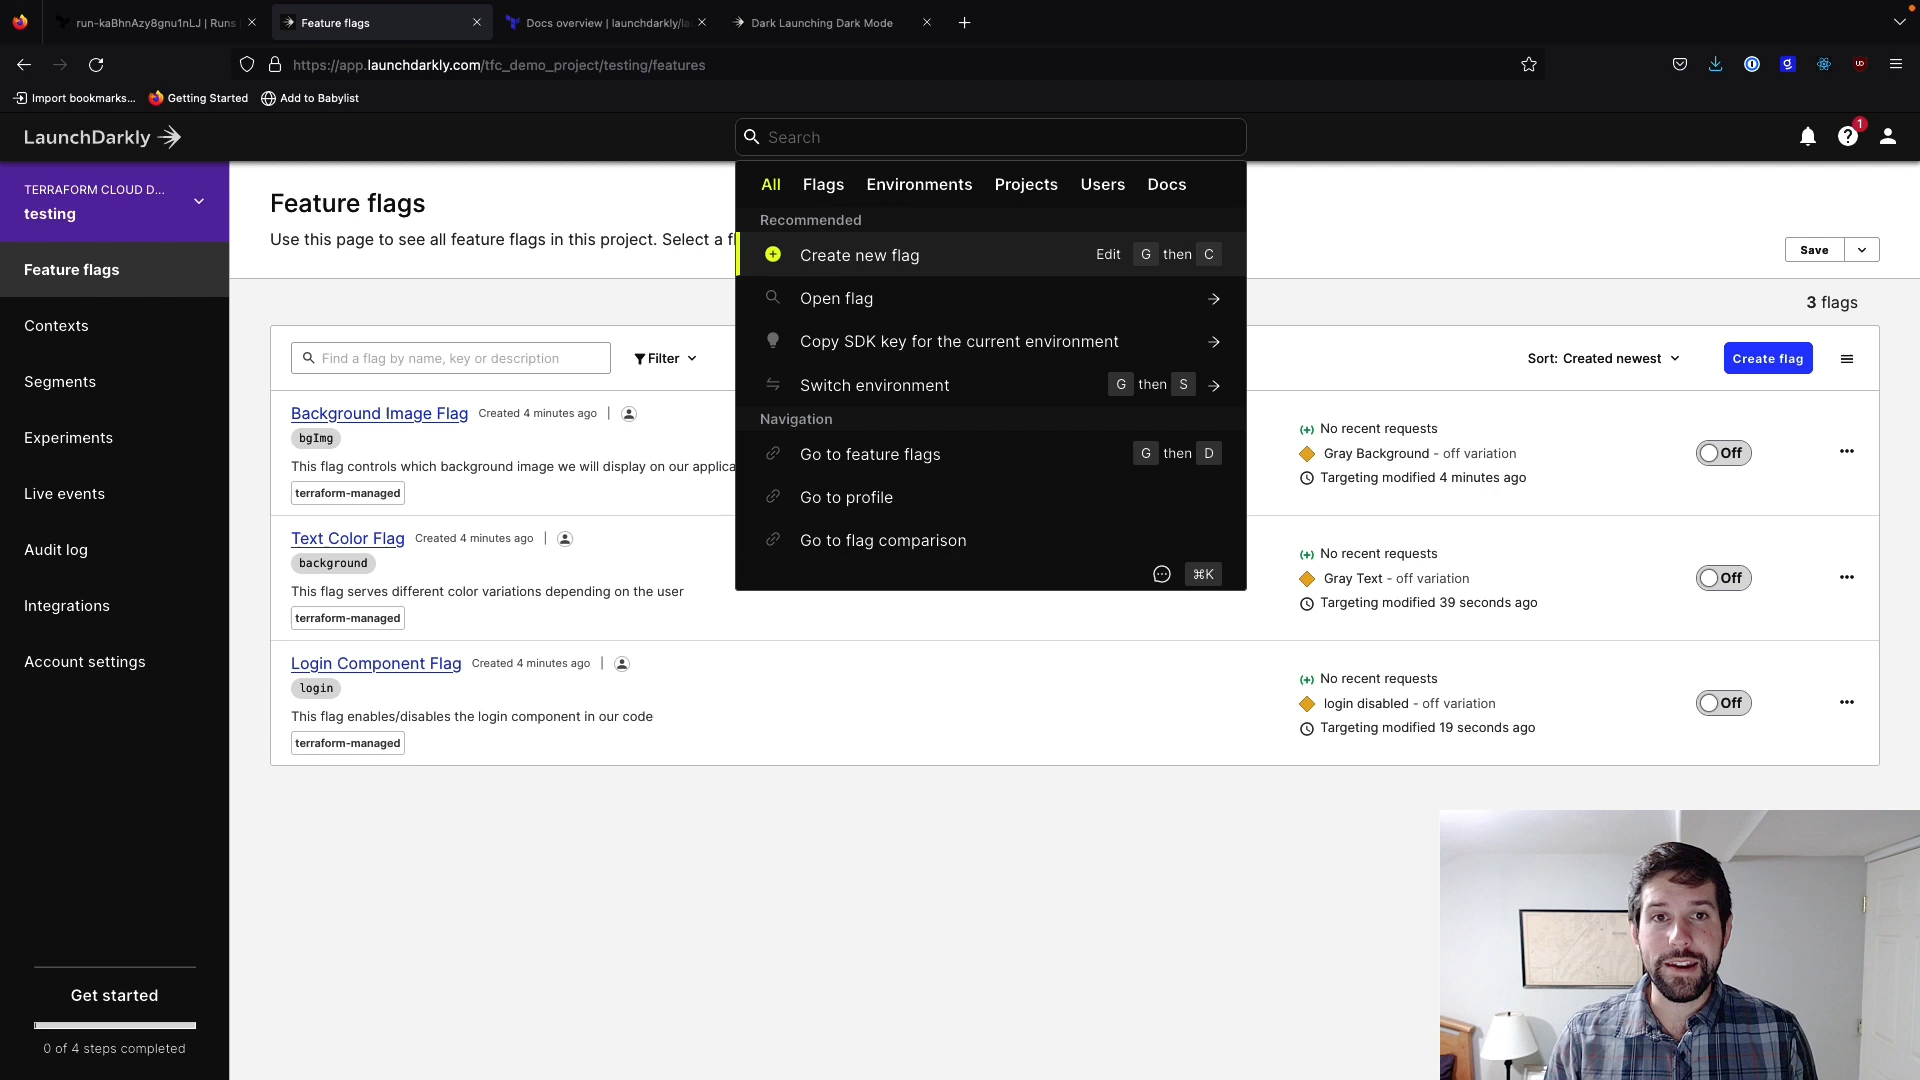 run-kaBhnAzy8gnu1nLJ | Runs
Feature flags
Docs overview | launchdarkly/la
Dark Launching Dark Mode
https://app.launchdarkly.com/tfc_demo_project/testing/features
Import bookmarks...
Getting Started
Add to Babylist
LaunchDarkly
Search
1
TERRAFORM CLOUD D...
testing
Feature flags
Contexts
Segments
Experiments
Live events
Audit log
Integrations
Account settings
Get started
0 of 4 steps completed
Feature flags
Use this page to see all feature flags in this project. Select a f
Save
3 flags
Find a flag by name, key or description
Filter
Sort: Created newest
Create flag
All Flags Environments Projects Users Docs
Recommended
Create new flag Edit G then C
Open flag
Copy SDK key for the current environment
Switch environment G then S
Navigation
Go to feature flags G then D
Go to profile
Go to flag comparison
⌘K
Background Image Flag Created 4 minutes ago |
bgImg
This flag controls which background image we will display on our applica
terraform-managed
No recent requests
Gray Background - off variation
Targeting modified 4 minutes ago
Off
Text Color Flag Created 4 minutes ago |
background
This flag serves different color variations depending on the user
terraform-managed
No recent requests
Gray Text - off variation
Targeting modified 39 seconds ago
Off
Login Component Flag Created 4 minutes ago |
login
This flag enables/disables the login component in our code
terraform-managed
No recent requests
login disabled - off variation
Targeting modified 19 seconds ago
Off